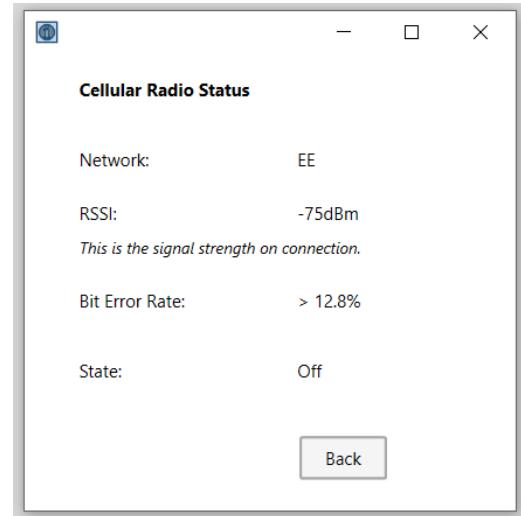 Cellular Radio Status
Network: EE
RSSI: -75dBm
This is the signal strength on connection.
Bit Error Rate: > 12.8%
State: Off
Back